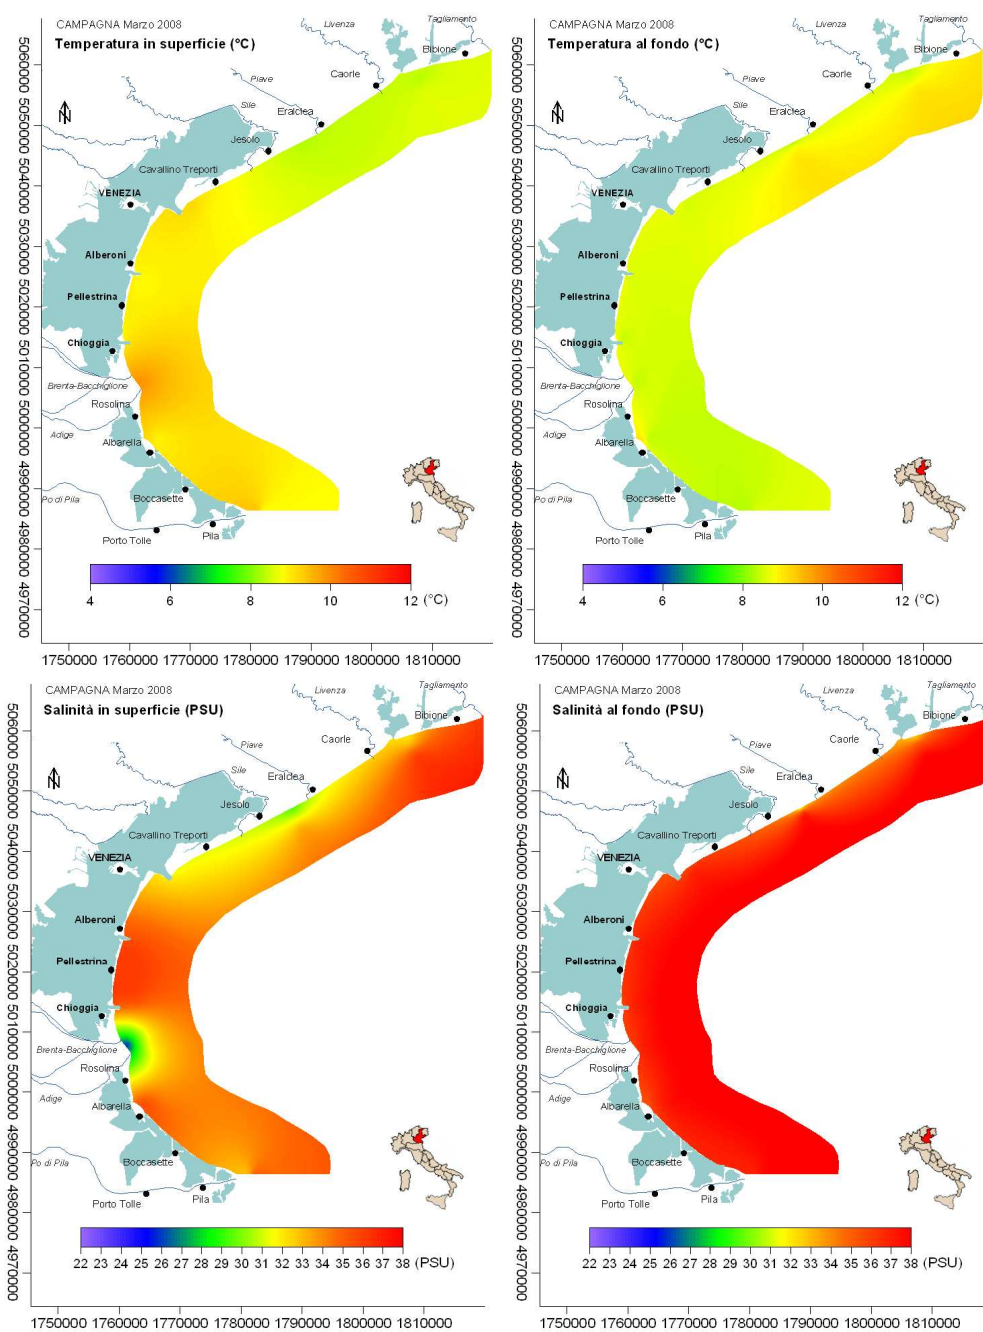 CAMPAGNA Marzo 2008
Temperatura in superficie (°C)
Livenza
Tagliamento
Bibione
Caorle
Piave
Eraclea
Sile
Jesolo
Cavallino Treporti
VENEZIA
Alberoni
Pellestrina
Chioggia
Brenta-Bacchiglione
Rosolina
Adige
Albarella
Boccasette
Po di Pila
Porto Tolle
Pila
N
5060000
5050000
5040000
5030000
5020000
5010000
5000000
4990000
4980000
4970000
4 6 8 10 12 (°C)
1750000 1760000 1770000 1780000 1790000 1800000 1810000
CAMPAGNA Marzo 2008
Temperatura al fondo (°C)
Livenza
Tagliamento
Bibione
Caorle
Piave
Eraclea
Sile
Jesolo
Cavallino Treporti
VENEZIA
Alberoni
Pellestrina
Chioggia
Brenta-Bacchiglione
Rosolina
Adige
Albarella
Boccasette
Po di Pila
Porto Tolle
Pila
N
5060000
5050000
5040000
5030000
5020000
5010000
5000000
4990000
4980000
4970000
4 6 8 10 12 (°C)
1750000 1760000 1770000 1780000 1790000 1800000 1810000
CAMPAGNA Marzo 2008
Salinità in superficie (PSU)
Livenza
Tagliamento
Bibione
Caorle
Piave
Eraclea
Sile
Jesolo
Cavallino Treporti
VENEZIA
Alberoni
Pellestrina
Chioggia
Brenta-Bacchiglione
Rosolina
Adige
Albarella
Boccasette
Po di Pila
Porto Tolle
Pila
N
5060000
5050000
5040000
5030000
5020000
5010000
5000000
4990000
4980000
4970000
22 23 24 26 27 28 29 30 31 32 33 35 36 37 38 (PSU)
1750000 1760000 1770000 1780000 1790000 1800000 1810000
CAMPAGNA Marzo 2008
Salinità al fondo (PSU)
Livenza
Tagliamento
Bibione
Caorle
Piave
Eraclea
Sile
Jesolo
Cavallino Treporti
VENEZIA
Alberoni
Pellestrina
Chioggia
Brenta-Bacchiglione
Rosolina
Adige
Albarella
Boccasette
Po di Pila
Porto Tolle
Pila
N
5060000
5050000
5040000
5030000
5020000
5010000
5000000
4990000
4980000
4970000
22 23 24 26 27 28 29 30 31 32 34 35 36 37 38 (PSU)
1750000 1760000 1770000 1780000 1790000 1800000 1810000